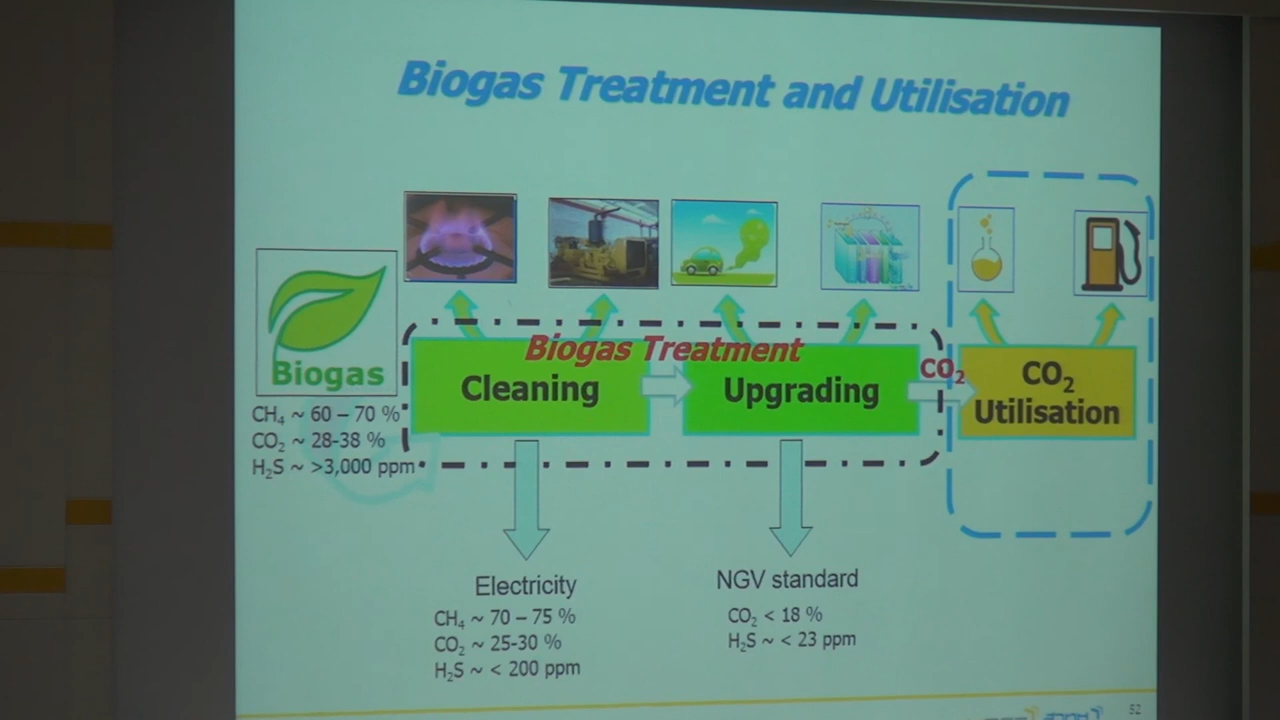 Biogas Treatment and Utilisation
Biogas
CH₄ ~ 60 – 70 %
CO₂ ~ 28-38 %
H₂S ~ >3,000 ppm
Biogas Treatment
Cleaning
Upgrading
CO₂
CO₂
Utilisation
Electricity
CH₄ ~ 70 – 75 %
CO₂ ~ 25-30 %
H₂S ~ < 200 ppm
NGV standard
CO₂ < 18 %
H₂S ~ < 23 ppm
52